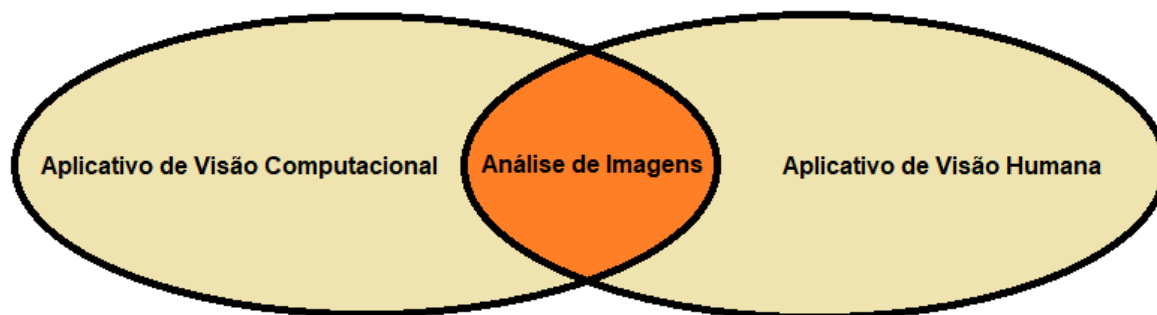 Aplicativo de Visão Computacional
Análise de Imagens
Aplicativo de Visão Humana